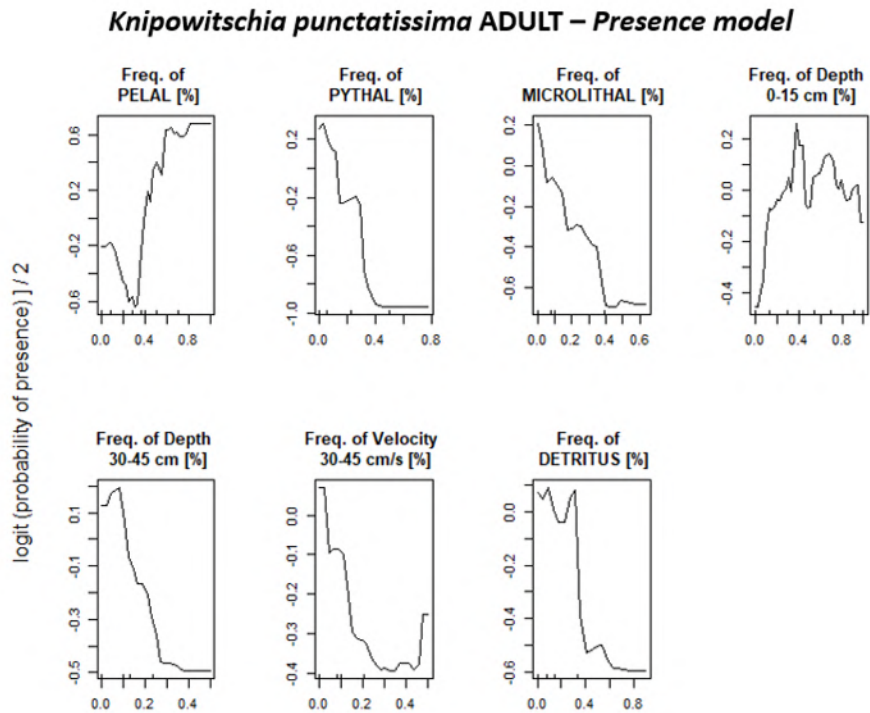 Knipowitschia punctatissima ADULT – Presence model
Freq. of
PELAL [%]
Freq. of
PYTHAL [%]
Freq. of
MICROLITHAL [%]
Freq. of Depth
0-15 cm [%]
0.6
0.2
-0.2
-0.6
0.0 0.4 0.8
0.2
-0.2
-0.6
-1.0
0.0 0.4 0.8
0.2
0.0
-0.2
-0.4
-0.6
0.0 0.2 0.4 0.6
0.2
0.0
-0.2
-0.4
0.0 0.4 0.8
logit (probability of presence) ] / 2
Freq. of Depth
30-45 cm [%]
Freq. of Velocity
30-45 cm/s [%]
Freq. of
DETRITUS [%]
0.1
-0.1
-0.3
-0.5
0.0 0.2 0.4
0.0
-0.1
-0.2
-0.3
-0.4
0.0 0.2 0.4
0.0
-0.2
-0.4
-0.6
0.0 0.4 0.8